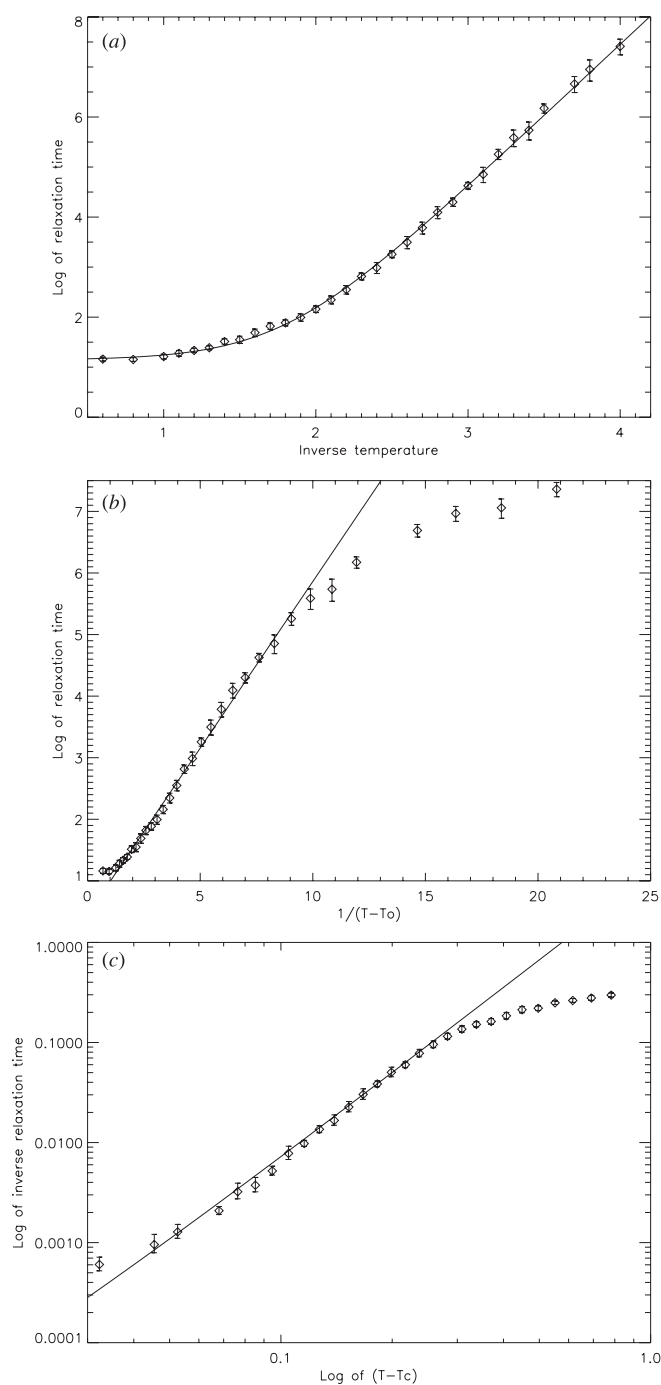 (a)
8
6
4
2
0
Log of relaxation time
1 2 3 4
Inverse temperature
(b)
7
6
5
4
3
2
1
Log of relaxation time
0 5 10 15 20 25
1/(T−To)
(c)
1.0000
0.1000
0.0100
0.0010
0.0001
Log of inverse relaxation time
0.1 1.0
Log of (T−Tc)